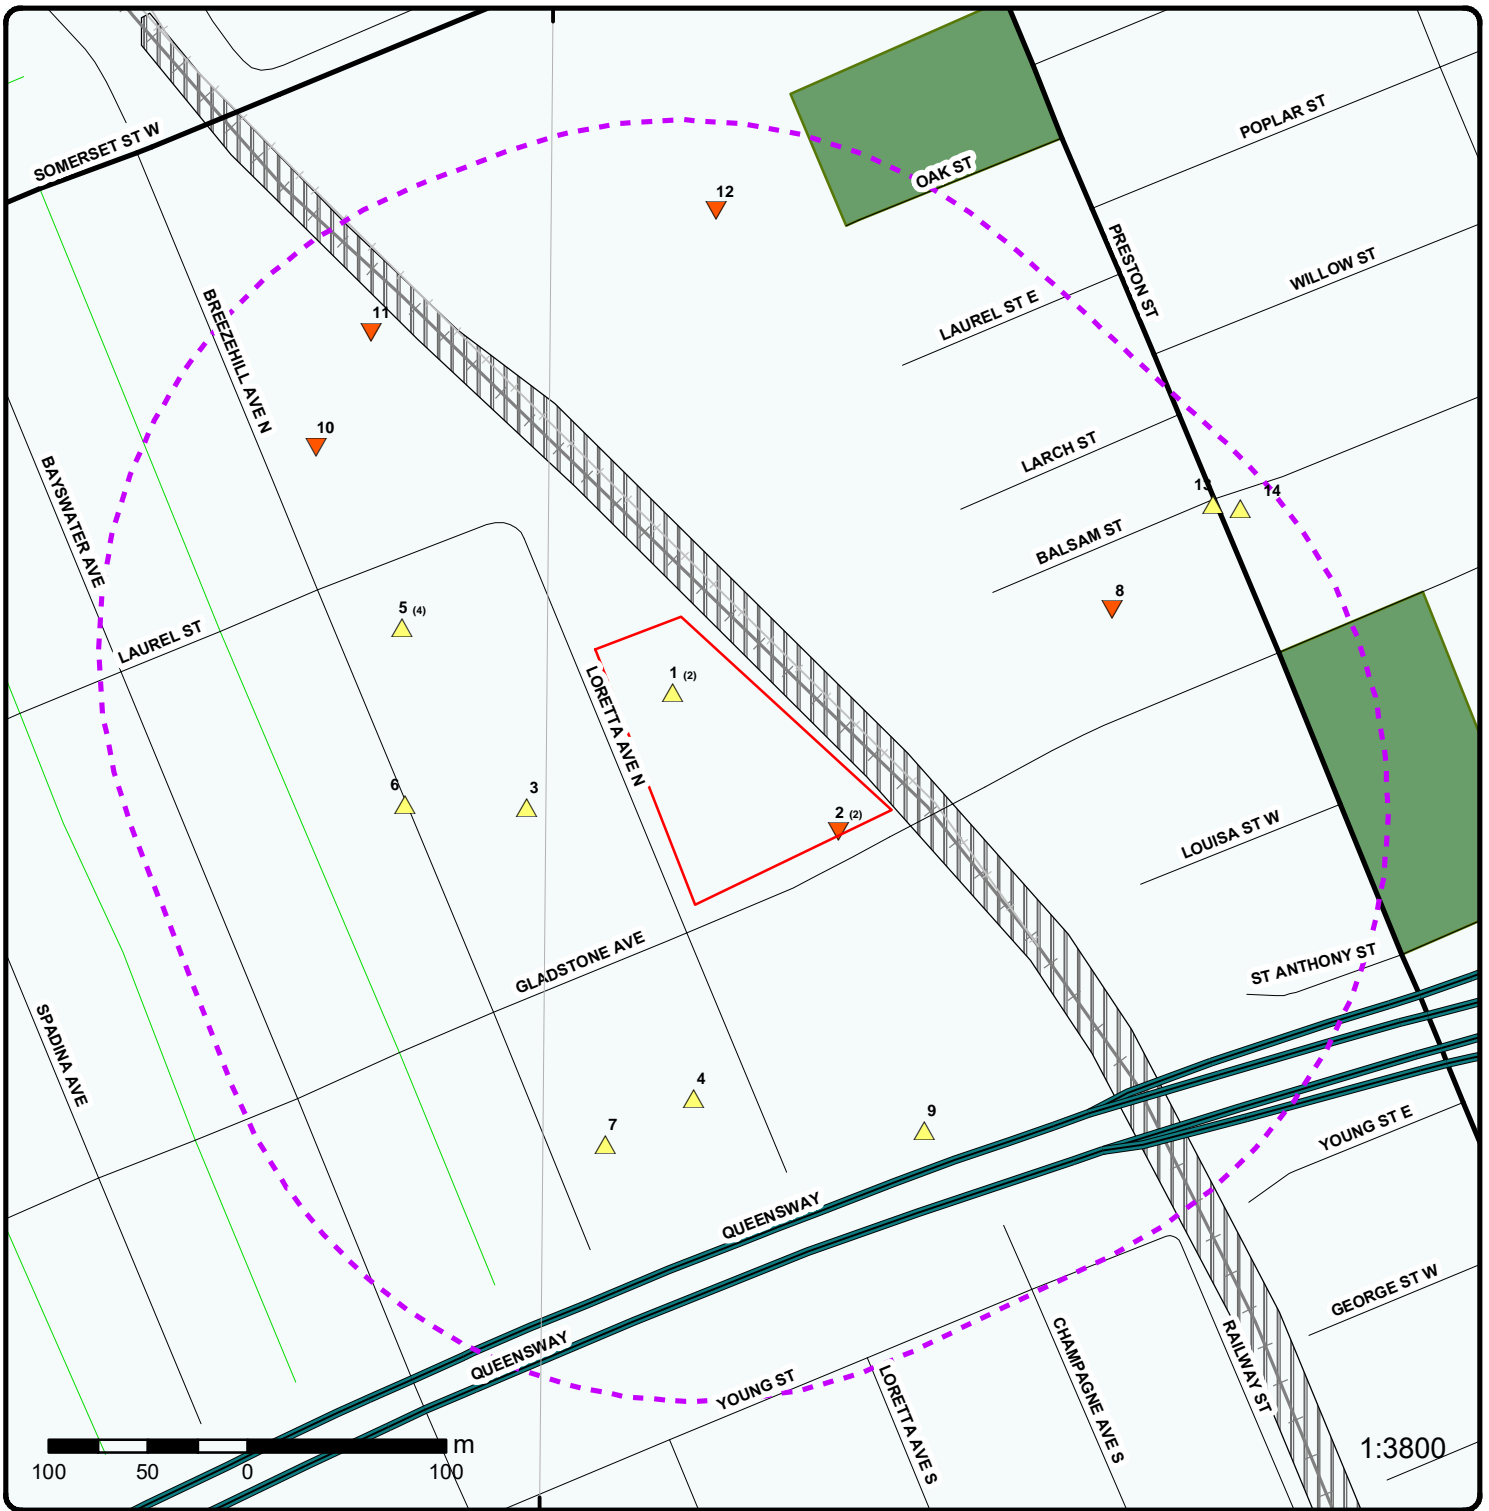 POPLAR ST
SOMERSET ST W
OAK ST
12
PRESTON ST
WILLOW ST
BREEZEHILL AVE N
LAUREL ST E
11
10
LARCH ST
BAYSWATER AVE
13
14
BALSAM ST
8
5 (4)
LAUREL ST
1 (2)
LORETTA AVE N
6
3
2 (2)
LOUISA ST W
GLADSTONE AVE
ST ANTHONY ST
SPADINA AVE
4
7
9
YOUNG ST E
QUEENSWAY
GEORGE ST W
QUEENSWAY
CHAMPAGNE AVE S
RAILWAY ST
YOUNG ST
LORETTA AVE S
m
1:3800
100 50 0 100